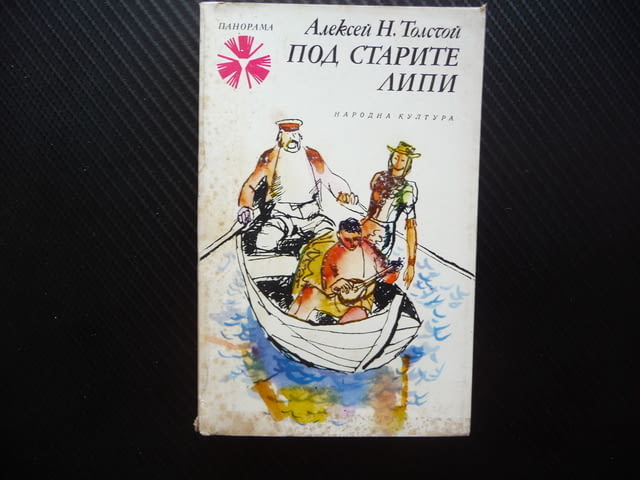 ПАНОРАМА
Алексей Н. Толстой
ПОД СТАРИТЕ
ЛИПИ
НАРОДНА КУЛТУРА